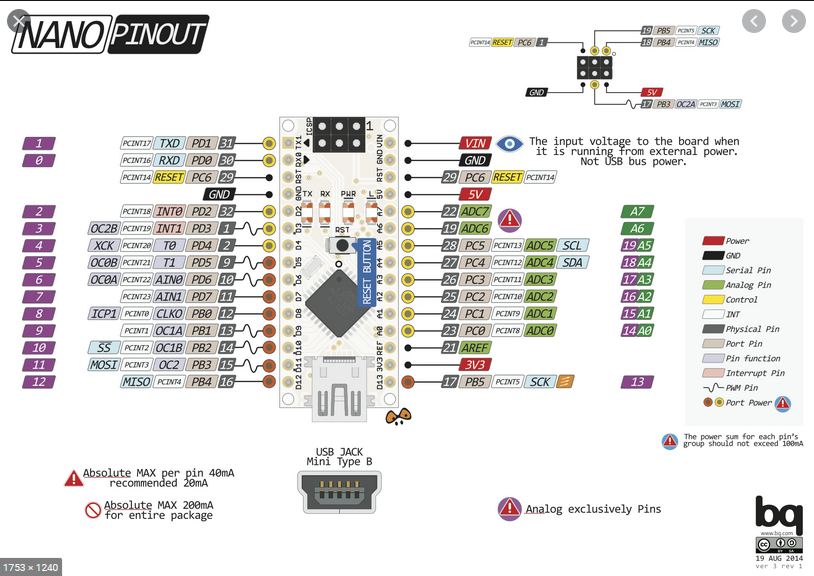 NANO PINOUT
19 PB5 PCINT5 SCK
PCINT14 RESET PC6 1
18 PB4 PCINT4 MISO
GND
5V
17 PB3 OC2A PCINT3 MOSI
ICSP
1
1 PCINT17 TXD PD1 31 TX1
VIN VIN
The input voltage to the board when
it is running from external power.
Not USB bus power.
0 PCINT16 RXD PD0 30 RX0
GND GND
PCINT14 RESET PC6 29 RST
RST 29 PC6 RESET PCINT14
GND GND
5V 5V
TX RX PWR L
2 PCINT18 INT0 PD2 32 D2
A7 22 ADC7 A7
3 OC2B PCINT19 INT1 PD3 1 D3
A6 19 ADC6 A6
RST
4 XCK PCINT20 T0 PD4 2 D4
A5 28 PC5 PCINT13 ADC5 SCL 19 A5
5 OC0B PCINT21 T1 PD5 9 D5
A4 27 PC4 PCINT12 ADC4 SDA 18 A4
6 OC0A PCINT22 AIN0 PD6 10 D6
A3 26 PC3 PCINT11 ADC3 17 A3
RESET BUTTON
7 PCINT23 AIN1 PD7 11 D7
A2 25 PC2 PCINT10 ADC2 16 A2
8 ICP1 PCINT0 CLKO PB0 12 D8
A1 24 PC1 PCINT9 ADC1 15 A1
9 PCINT1 OC1A PB1 13 D9
A0 23 PC0 PCINT8 ADC0 14 A0
10 SS PCINT2 OC1B PB2 14 D10
REF 21 AREF
11 MOSI PCINT3 OC2 PB3 15 D11
3V3 3V3
12 MISO PCINT4 PB4 16 D12
D13 17 PB5 PCINT5 SCK 13
Power
GND
Serial Pin
Analog Pin
Control
INT
Physical Pin
Port Pin
Pin function
Interrupt Pin
PWM Pin
Port Power
The power sum for each pin's
group should not exceed 100mA
USB JACK
Mini Type B
Absolute MAX per pin 40mA
recommended 20mA
Absolute MAX 200mA
for entire package
Analog exclusively Pins
bq
www.bq.com
cc BY SA
19 AUG 2014
ver 3 rev 1
1753 × 1240